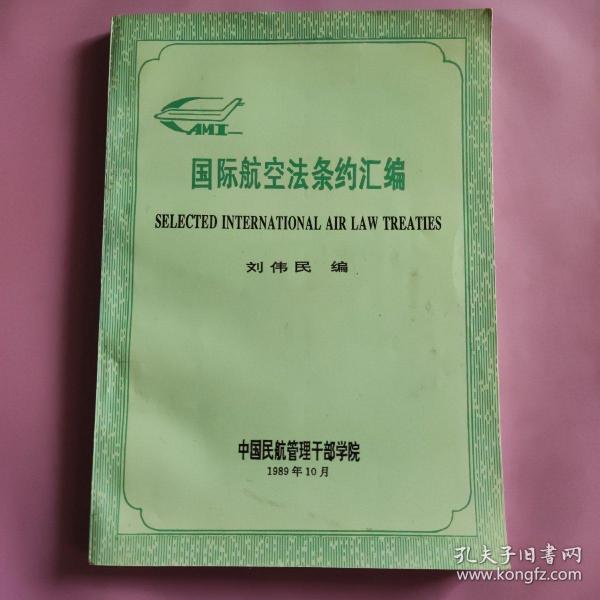 CAMIC
国际航空法条约汇编
SELECTED INTERNATIONAL AIR LAW TREATIES
刘伟民 编
中国民航管理干部学院
1989年10月
孔夫子旧书网
www.kongfz.com